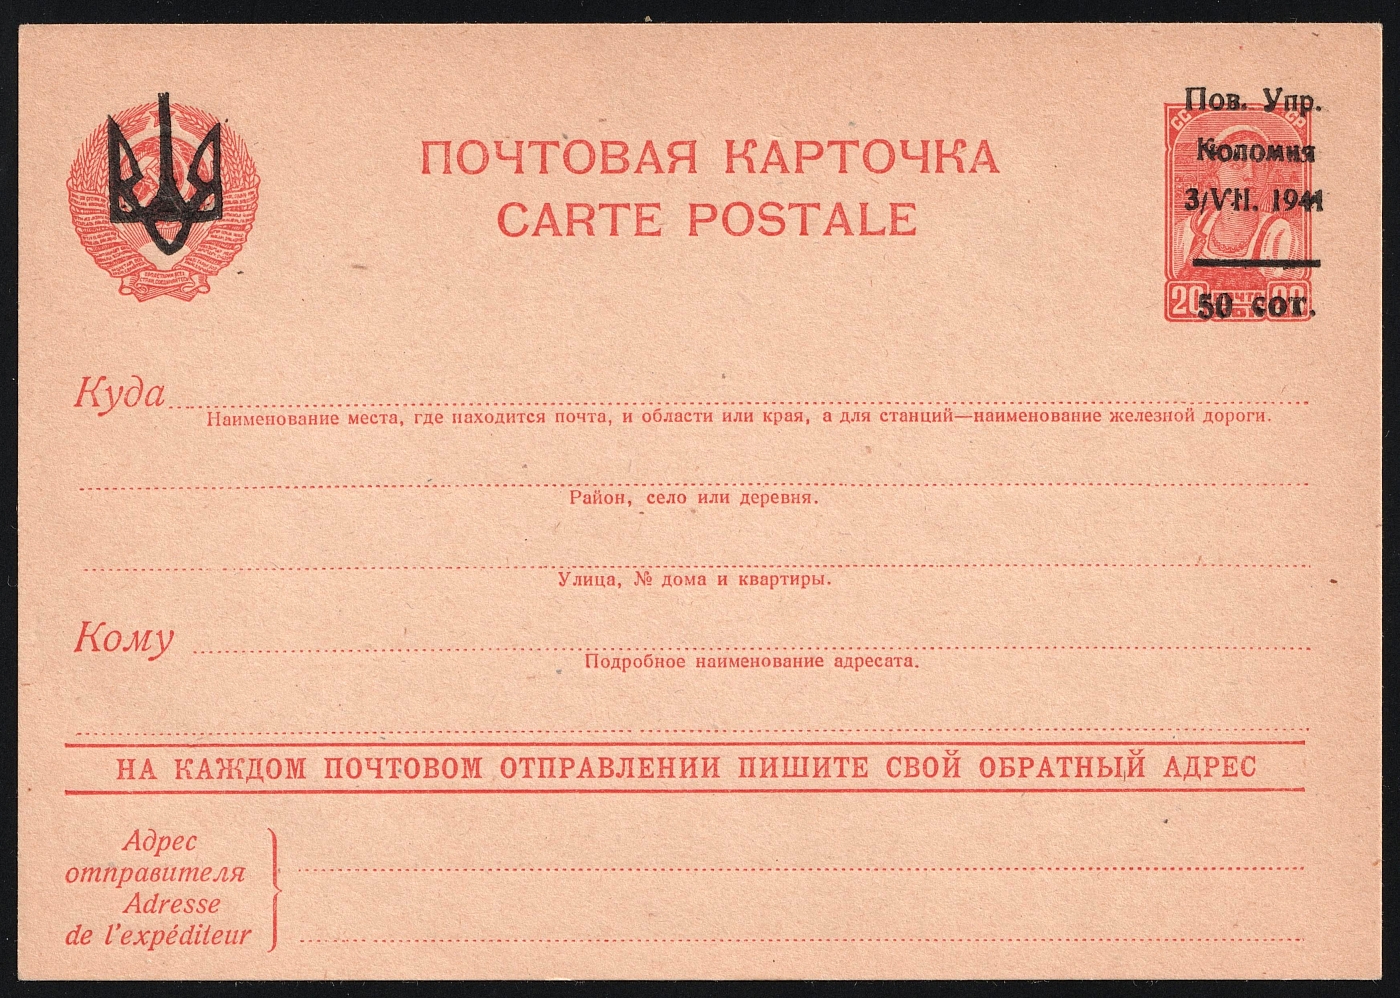 ПОЧТОВАЯ КАРТОЧКА
CARTE POSTALE
Пов. Упр.
Коломия
3/VII. 1941
50 сот.
20
Куда
Наименование места, где находится почта, и области или края, а для станций—наименование железной дороги.
Район, село или деревня.
Улица, № дома и квартиры.
Кому
Подробное наименование адресата.
НА КАЖДОМ ПОЧТОВОМ ОТПРАВЛЕНИИ ПИШИТЕ СВОЙ ОБРАТНЫЙ АДРЕС
Адрес
отправителя
Adresse
de l'expéditeur